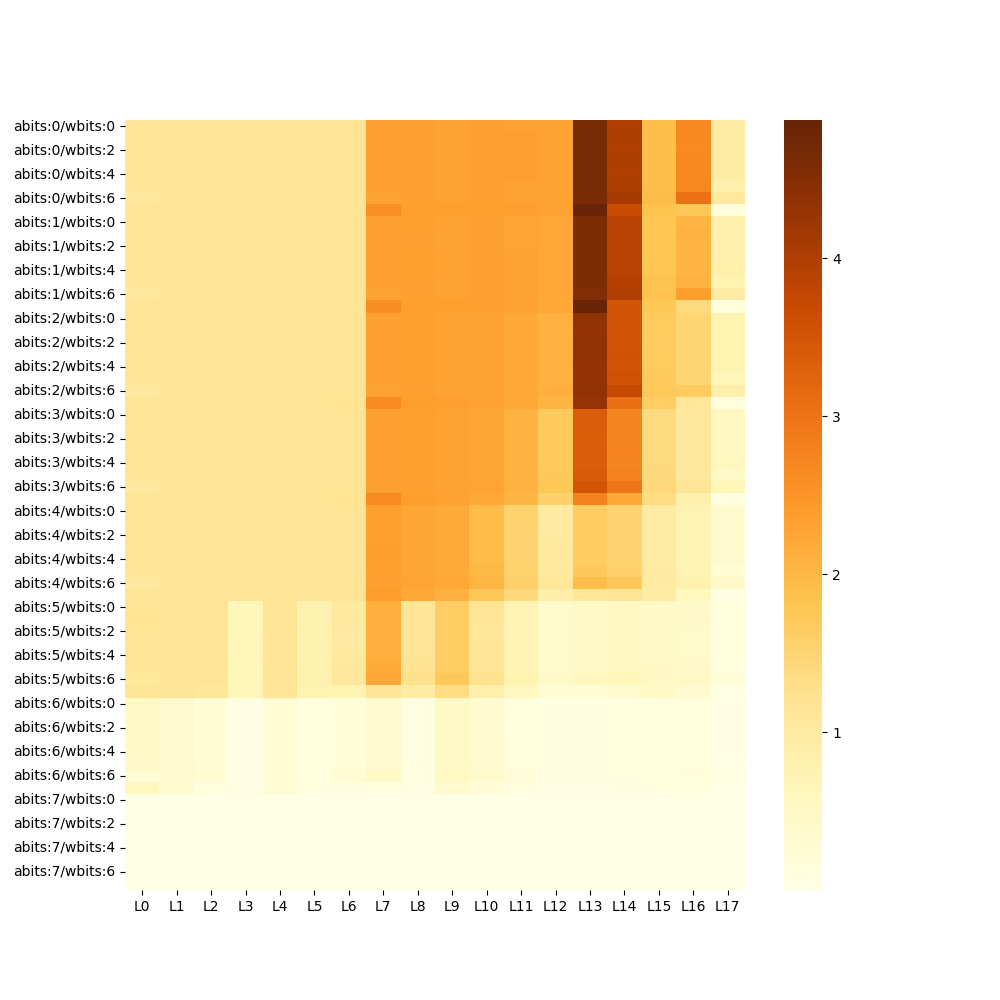 abits:0/wbits:0
abits:0/wbits:2
abits:0/wbits:4
abits:0/wbits:6
abits:1/wbits:0
abits:1/wbits:2
abits:1/wbits:4
abits:1/wbits:6
abits:2/wbits:0
abits:2/wbits:2
abits:2/wbits:4
abits:2/wbits:6
abits:3/wbits:0
abits:3/wbits:2
abits:3/wbits:4
abits:3/wbits:6
abits:4/wbits:0
abits:4/wbits:2
abits:4/wbits:4
abits:4/wbits:6
abits:5/wbits:0
abits:5/wbits:2
abits:5/wbits:4
abits:5/wbits:6
abits:6/wbits:0
abits:6/wbits:2
abits:6/wbits:4
abits:6/wbits:6
abits:7/wbits:0
abits:7/wbits:2
abits:7/wbits:4
abits:7/wbits:6
L0 L1 L2 L3 L4 L5 L6 L7 L8 L9 L10 L11 L12 L13 L14 L15 L16 L17
4
3
2
1